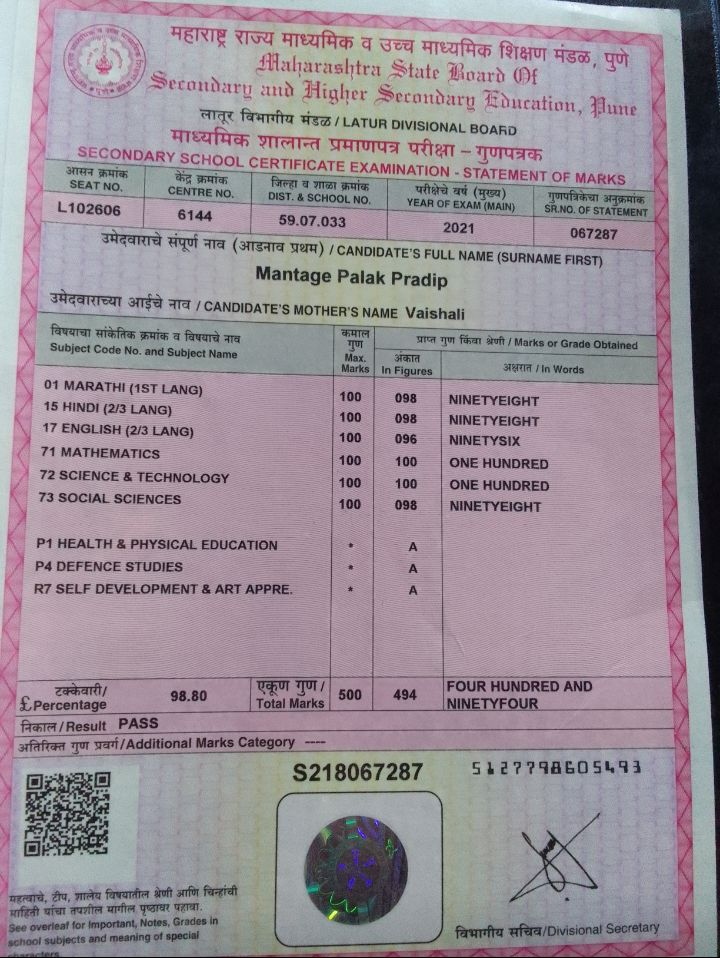 महाराष्ट्र राज्य माध्यमिक व उच्च माध्यमिक शिक्षण मंडळ, पुणे
Maharashtra State Board Of
Secondary and Higher Secondary Education, Pune
लातूर विभागीय मंडळ / LATUR DIVISIONAL BOARD
माध्यमिक शालान्त प्रमाणपत्र परीक्षा – गुणपत्रक
SECONDARY SCHOOL CERTIFICATE EXAMINATION - STATEMENT OF MARKS
आसन क्रमांक केंद्र क्रमांक जिल्हा व शाळा क्रमांक परीक्षेचे वर्ष (मुख्य) गुणपत्रिकेचा अनुक्रमांक
SEAT NO. CENTRE NO. DIST. & SCHOOL NO. YEAR OF EXAM (MAIN) SR.NO. OF STATEMENT
L102606 6144 59.07.033 2021 067287
उमेदवाराचे संपूर्ण नाव (आडनाव प्रथम) / CANDIDATE'S FULL NAME (SURNAME FIRST)
Mantage Palak Pradip
उमेदवाराच्या आईचे नाव / CANDIDATE'S MOTHER'S NAME Vaishali
विषयाचा सांकेतिक क्रमांक व विषयाचे नाव कमाल प्राप्त गुण किंवा श्रेणी / Marks or Grade Obtained
Subject Code No. and Subject Name गुण अंकात अक्षरात / In Words
Max. In Figures
Marks
01 MARATHI (1ST LANG) 100 098 NINETYEIGHT
15 HINDI (2/3 LANG) 100 098 NINETYEIGHT
17 ENGLISH (2/3 LANG) 100 096 NINETYSIX
71 MATHEMATICS 100 100 ONE HUNDRED
72 SCIENCE & TECHNOLOGY 100 100 ONE HUNDRED
73 SOCIAL SCIENCES 100 098 NINETYEIGHT
P1 HEALTH & PHYSICAL EDUCATION * A
P4 DEFENCE STUDIES * A
R7 SELF DEVELOPMENT & ART APPRE. * A
टक्केवारी/ 98.80 एकूण गुण / 500 494 FOUR HUNDRED AND
£Percentage Total Marks NINETYFOUR
निकाल/Result PASS
अतिरिक्त गुण प्रवर्ग/Additional Marks Category ----
S218067287 5127798605493
महत्वाचे, टीप, शालेय विषयातील श्रेणी आणि चिन्हांची
माहिती यांचा तपशील मागील पृष्ठावर पहावा.
See overleaf for Important, Notes, Grades in
school subjects and meaning of special
characters
विभागीय सचिव/Divisional Secretary